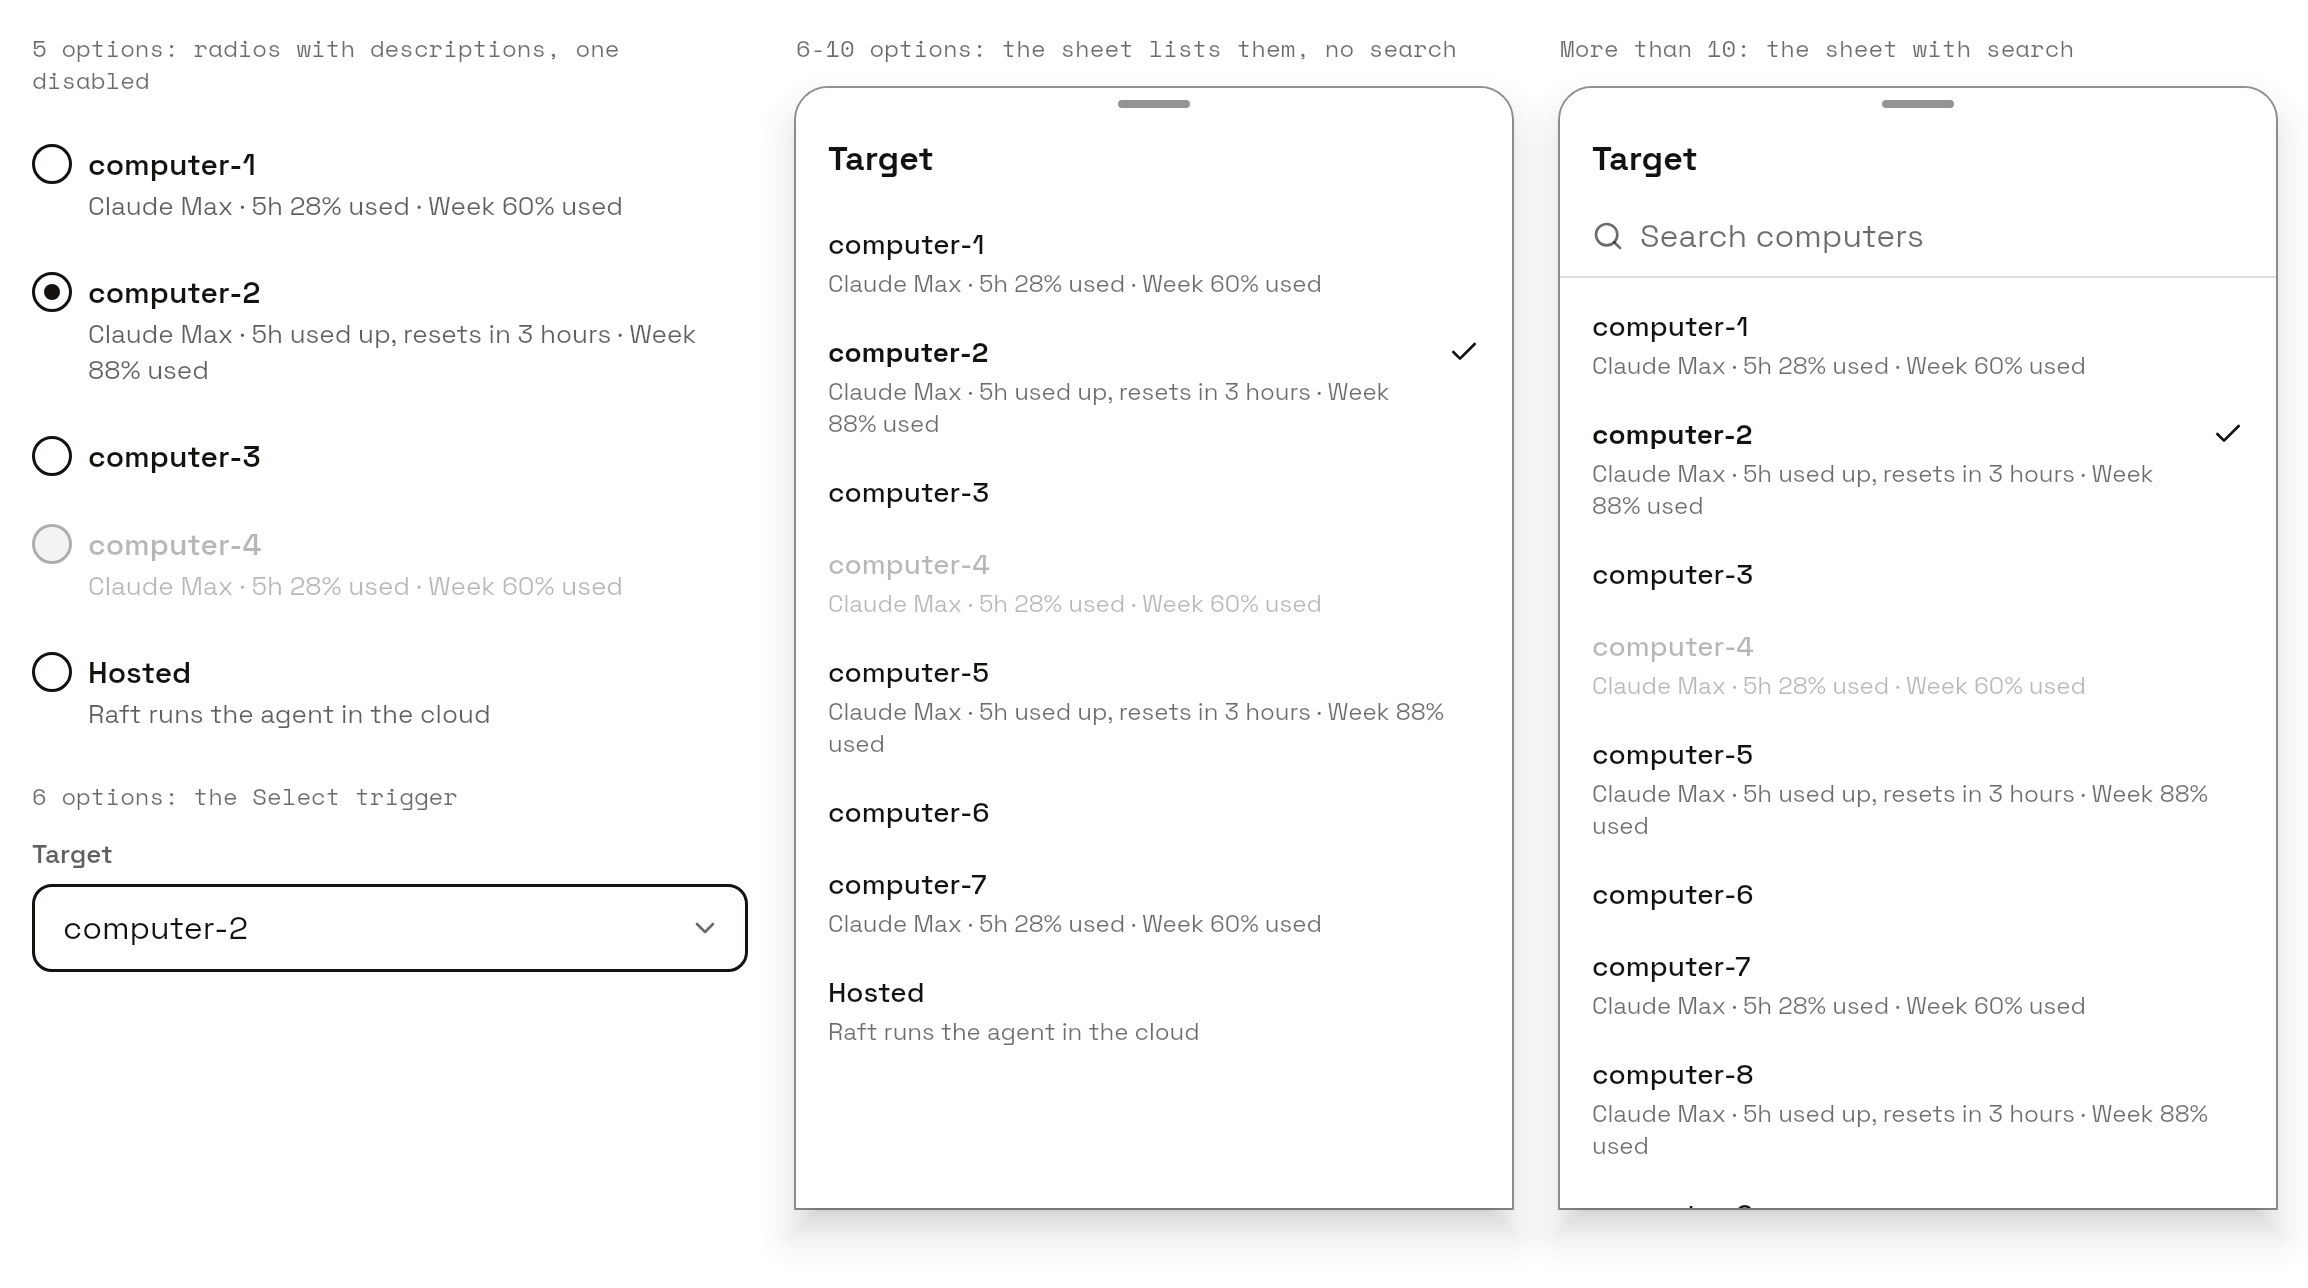 5 options: radios with descriptions, one
disabled
computer-1
Claude Max · 5h 28% used · Week 60% used
computer-2
Claude Max · 5h used up, resets in 3 hours · Week
88% used
computer-3
computer-4
Claude Max · 5h 28% used · Week 60% used
Hosted
Raft runs the agent in the cloud
6 options: the Select trigger
Target
computer-2
6-10 options: the sheet lists them, no search
Target
computer-1
Claude Max · 5h 28% used · Week 60% used
computer-2
Claude Max · 5h used up, resets in 3 hours · Week
88% used
computer-3
computer-4
Claude Max · 5h 28% used · Week 60% used
computer-5
Claude Max · 5h used up, resets in 3 hours · Week 88%
used
computer-6
computer-7
Claude Max · 5h 28% used · Week 60% used
Hosted
Raft runs the agent in the cloud
More than 10: the sheet with search
Target
Search computers
computer-1
Claude Max · 5h 28% used · Week 60% used
computer-2
Claude Max · 5h used up, resets in 3 hours · Week
88% used
computer-3
computer-4
Claude Max · 5h 28% used · Week 60% used
computer-5
Claude Max · 5h used up, resets in 3 hours · Week 88%
used
computer-6
computer-7
Claude Max · 5h 28% used · Week 60% used
computer-8
Claude Max · 5h used up, resets in 3 hours · Week 88%
used